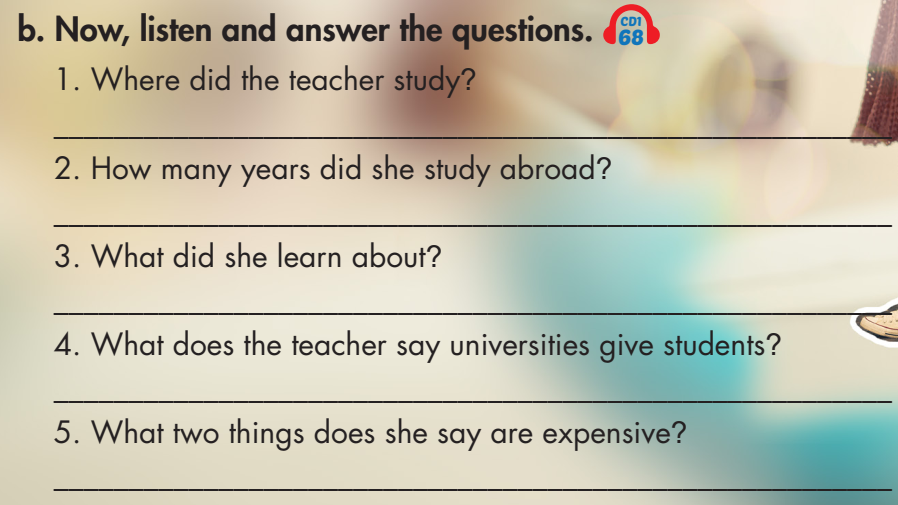 b. Now, listen and answer the questions. CD1 68
1. Where did the teacher study?
2. How many years did she study abroad?
3. What did she learn about?
4. What does the teacher say universities give students?
5. What two things does she say are expensive?